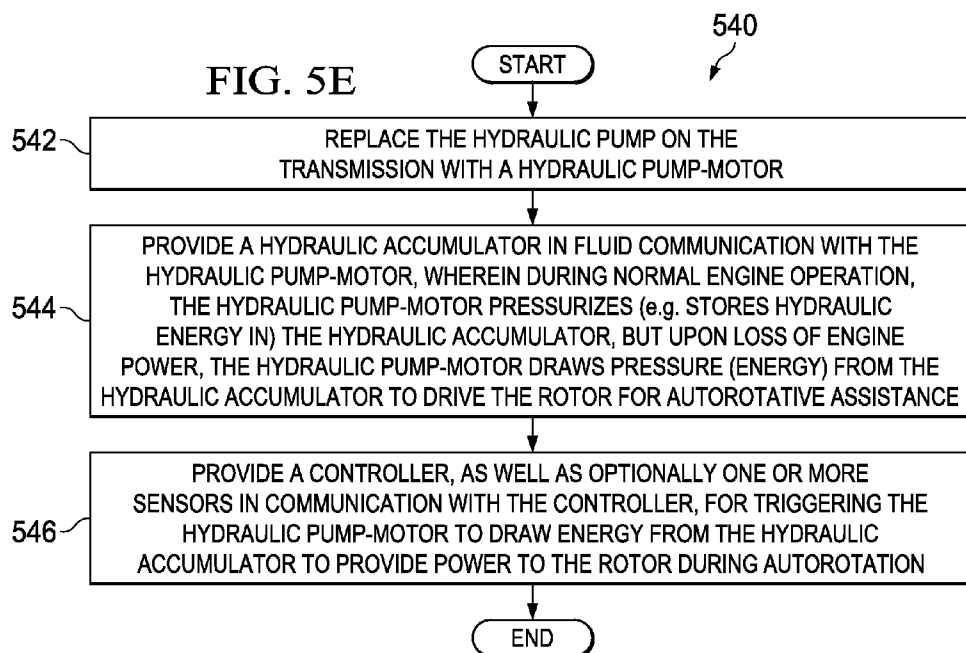 540
START
FIG. 5E
542
REPLACE THE HYDRAULIC PUMP ON THE
TRANSMISSION WITH A HYDRAULIC PUMP-MOTOR
544
PROVIDE A HYDRAULIC ACCUMULATOR IN FLUID COMMUNICATION WITH THE
HYDRAULIC PUMP-MOTOR, WHEREIN DURING NORMAL ENGINE OPERATION,
THE HYDRAULIC PUMP-MOTOR PRESSURIZES (e.g. STORES HYDRAULIC
ENERGY IN) THE HYDRAULIC ACCUMULATOR, BUT UPON LOSS OF ENGINE
POWER, THE HYDRAULIC PUMP-MOTOR DRAWS PRESSURE (ENERGY) FROM THE
HYDRAULIC ACCUMULATOR TO DRIVE THE ROTOR FOR AUTOROTATIVE ASSISTANCE
546
PROVIDE A CONTROLLER, AS WELL AS OPTIONALLY ONE OR MORE
SENSORS IN COMMUNICATION WITH THE CONTROLLER, FOR TRIGGERING THE
HYDRAULIC PUMP-MOTOR TO DRAW ENERGY FROM THE HYDRAULIC
ACCUMULATOR TO PROVIDE POWER TO THE ROTOR DURING AUTOROTATION
END